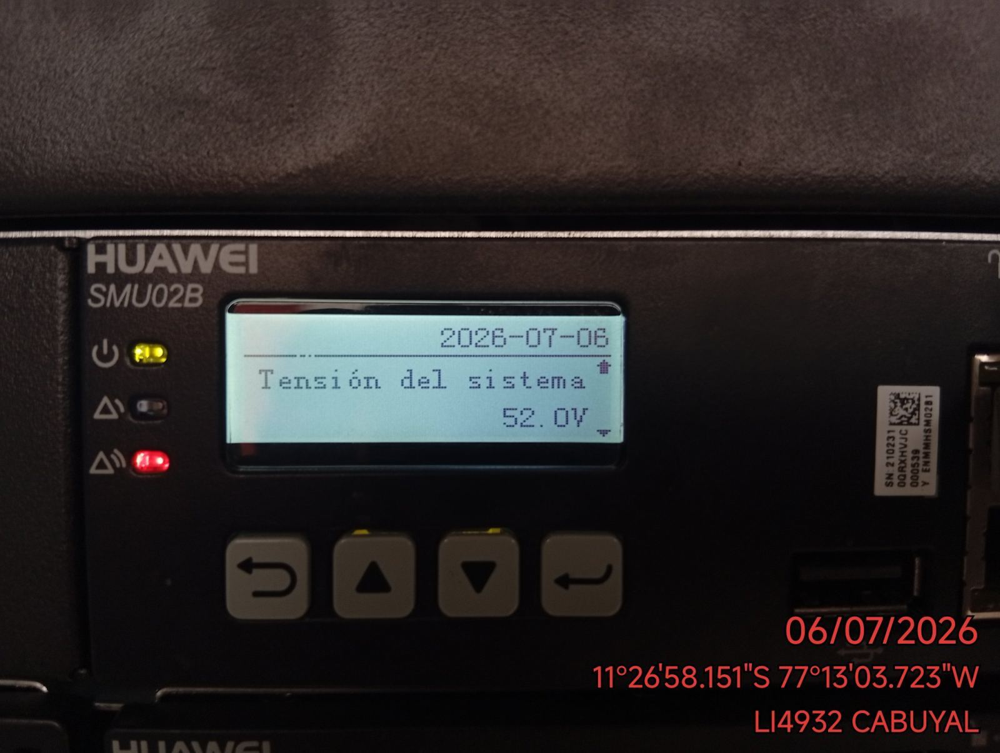 HUAWEI
SMU02B
2026-07-06
Tensión del sistema
52.0V
SN 210231
0QRXHVJC
000539
Y ENMMHSM02B1
06/07/2026
11°26'58.151"S 77°13'03.723"W
LI4932 CABUYAL
HUAWEI